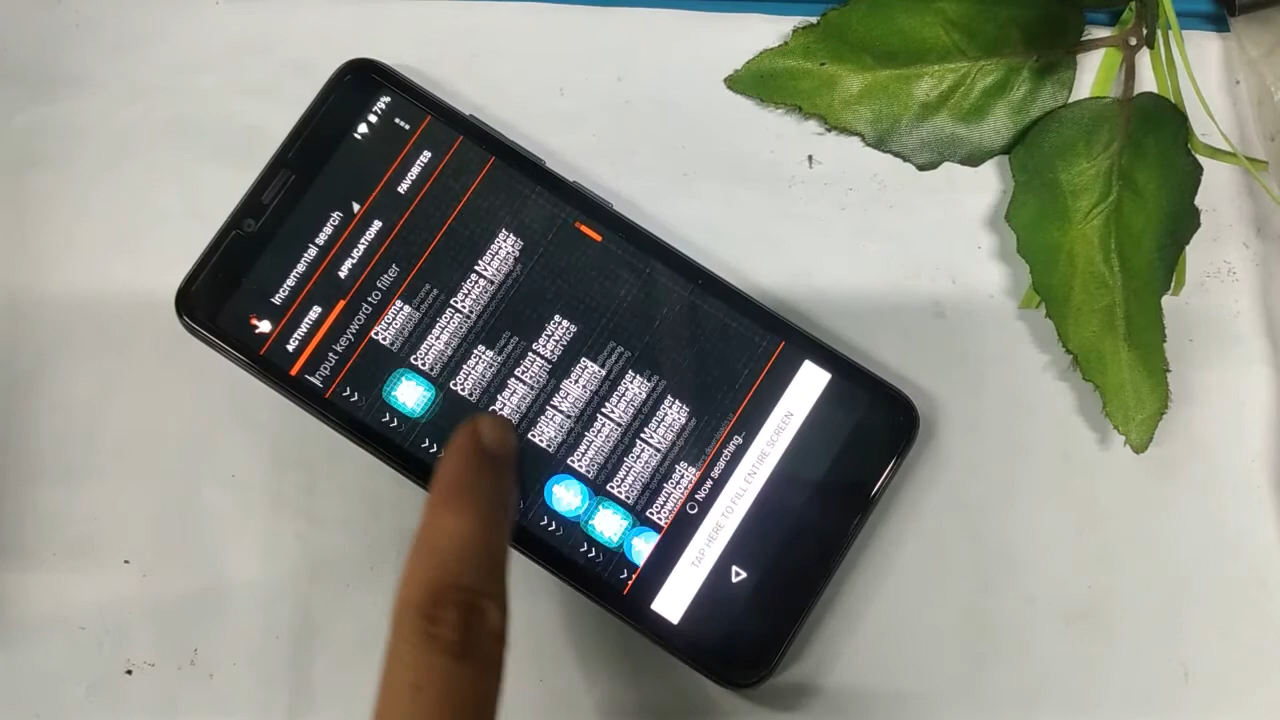 79%
Incremental search
ACTIVITIES APPLICATIONS FAVORITES
Input keyword to filter
Chrome
Companion Device Manager
Contacts
Default Print Service
Digital Wellbeing
Download Manager
Download Manager
Downloads
Now searching...
TAP HERE TO FILL ENTIRE SCREEN